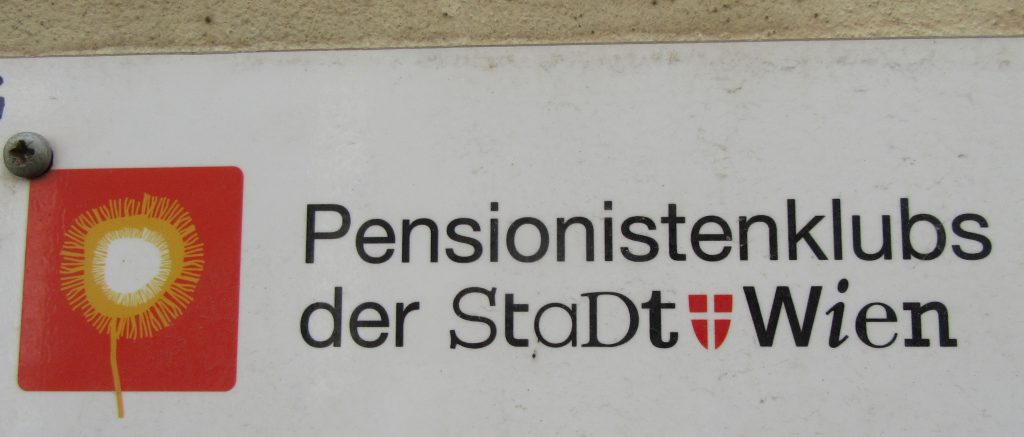 Pensionistenklubs
der StaDt Wien